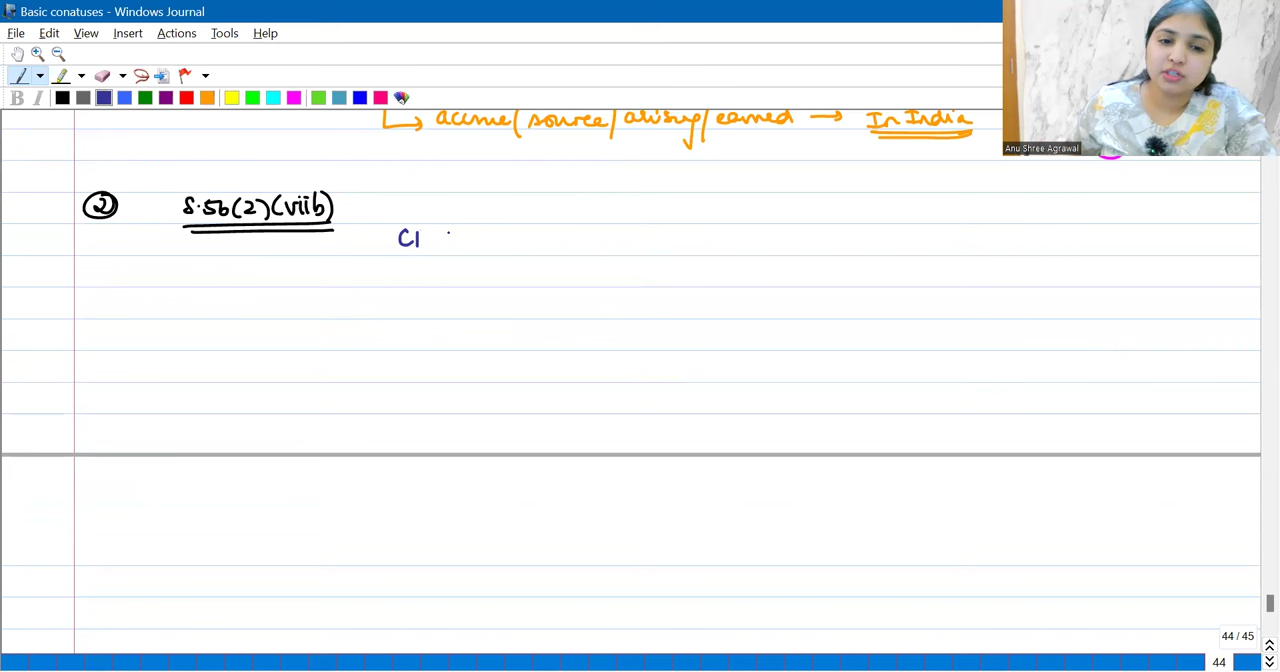 Basic conatuses - Windows Journal
File Edit View Insert Actions Tools Help
B I
accrue/source/arising/earned → In India
Anu Shree Agrawal
② S.56(2)(viib)
Cl
44 / 45
44